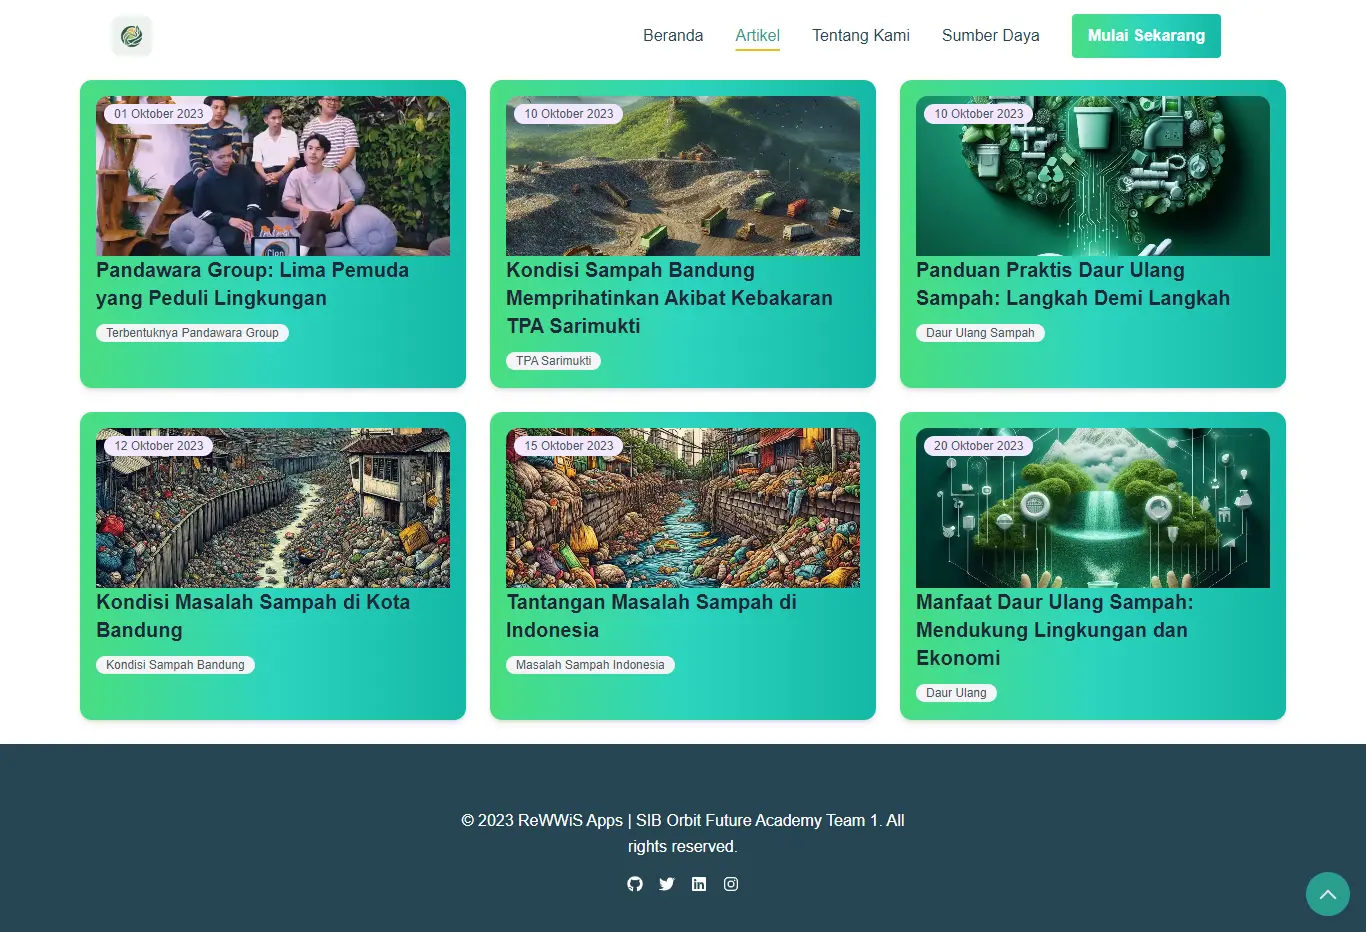 Beranda
Artikel
Tentang Kami
Sumber Daya
Mulai Sekarang
01 Oktober 2023
Pandawara Group: Lima Pemuda
yang Peduli Lingkungan
Terbentuknya Pandawara Group
10 Oktober 2023
Kondisi Sampah Bandung
Memprihatinkan Akibat Kebakaran
TPA Sarimukti
TPA Sarimukti
10 Oktober 2023
Panduan Praktis Daur Ulang
Sampah: Langkah Demi Langkah
Daur Ulang Sampah
12 Oktober 2023
Kondisi Masalah Sampah di Kota
Bandung
Kondisi Sampah Bandung
15 Oktober 2023
Tantangan Masalah Sampah di
Indonesia
Masalah Sampah Indonesia
20 Oktober 2023
Manfaat Daur Ulang Sampah:
Mendukung Lingkungan dan
Ekonomi
Daur Ulang
© 2023 ReWWiS Apps | SIB Orbit Future Academy Team 1. All
rights reserved.